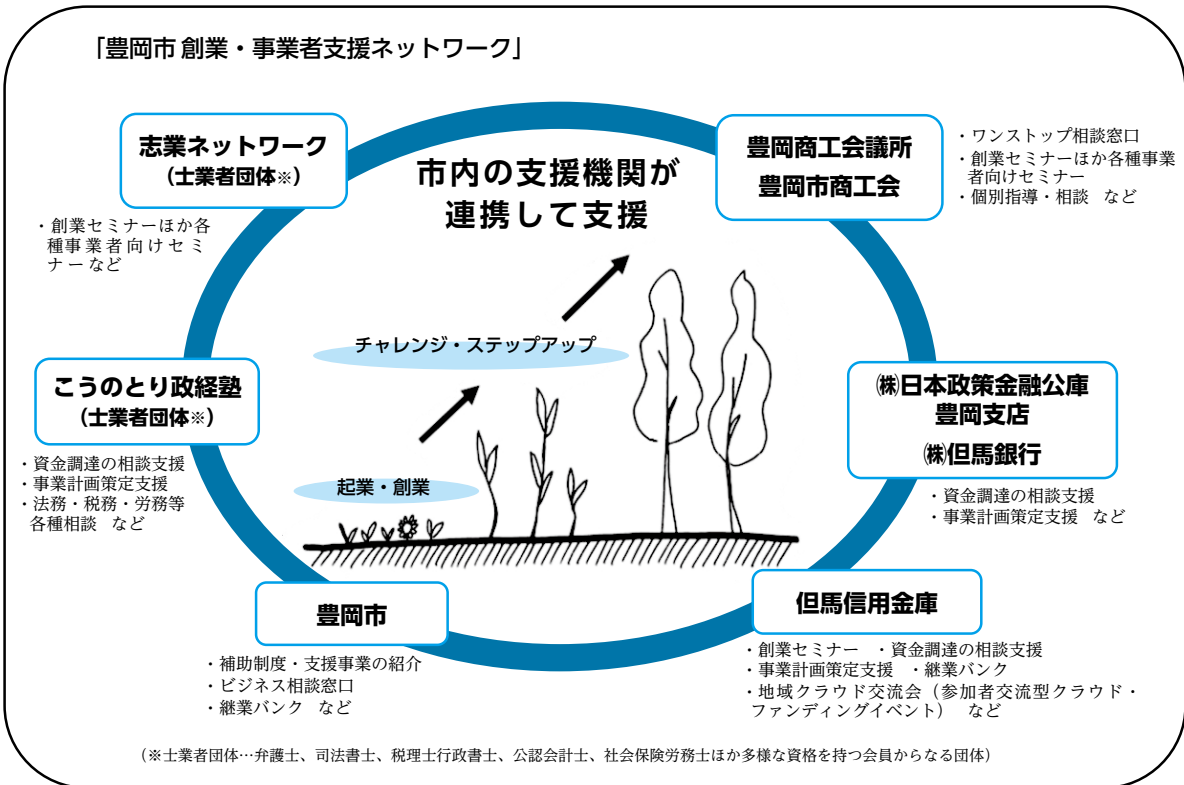 「豊岡市 創業・事業者支援ネットワーク」
志業ネットワーク
（士業者団体※）
・創業セミナーほか各
種事業者向けセミ
ナーなど
市内の支援機関が
連携して支援
豊岡商工会議所
豊岡市商工会
・ワンストップ相談窓口
・創業セミナーほか各種事業
者向けセミナー
・個別指導・相談　など
チャレンジ・ステップアップ
起業・創業
こうのとり政経塾
（士業者団体※）
・資金調達の相談支援
・事業計画策定支援
・法務・税務・労務等
各種相談　など
㈱日本政策金融公庫
豊岡支店
㈱但馬銀行
・資金調達の相談支援
・事業計画策定支援　など
豊岡市
・補助制度・支援事業の紹介
・ビジネス相談窓口
・継業バンク　など
但馬信用金庫
・創業セミナー　・資金調達の相談支援
・事業計画策定支援　・継業バンク
・地域クラウド交流会（参加者交流型クラウド・
ファンディングイベント）　など
（※士業者団体…弁護士、司法書士、税理士行政書士、公認会計士、社会保険労務士ほか多様な資格を持つ会員からなる団体）